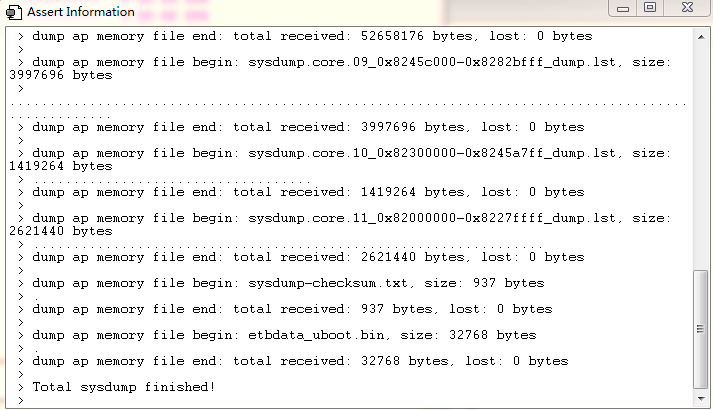 Assert Information
> dump ap memory file end: total received: 52658176 bytes, lost: 0 bytes
>
> dump ap memory file begin: sysdump.core.09_0x8245c000-0x8282bfff_dump.lst, size:
3997696 bytes
>
................................................................................
.............
> dump ap memory file end: total received: 3997696 bytes, lost: 0 bytes
>
> dump ap memory file begin: sysdump.core.10_0x82300000-0x8245a7ff_dump.lst, size:
1419264 bytes
> ....................................
> dump ap memory file end: total received: 1419264 bytes, lost: 0 bytes
>
> dump ap memory file begin: sysdump.core.11_0x82000000-0x8227ffff_dump.lst, size:
2621440 bytes
> ................................................................
> dump ap memory file end: total received: 2621440 bytes, lost: 0 bytes
>
> dump ap memory file begin: sysdump-checksum.txt, size: 937 bytes
> .
> dump ap memory file end: total received: 937 bytes, lost: 0 bytes
>
> dump ap memory file begin: etbdata_uboot.bin, size: 32768 bytes
> .
> dump ap memory file end: total received: 32768 bytes, lost: 0 bytes
>
> Total sysdump finished!
>